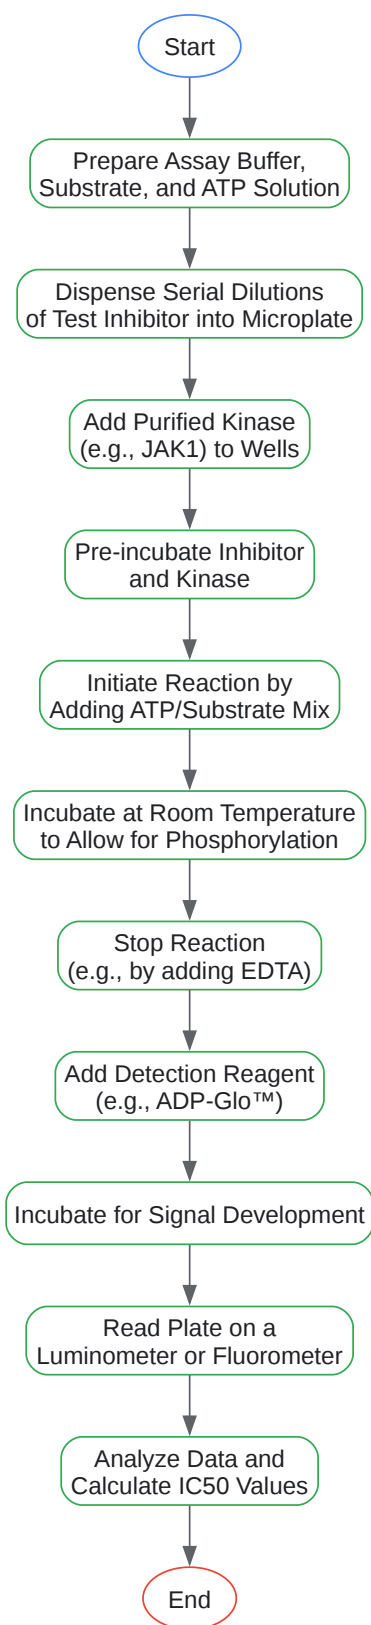 Start
Prepare Assay Buffer,
Substrate, and ATP Solution
Dispense Serial Dilutions
of Test Inhibitor into Microplate
Add Purified Kinase
(e.g., JAK1) to Wells
Pre-incubate Inhibitor
and Kinase
Initiate Reaction by
Adding ATP/Substrate Mix
Incubate at Room Temperature
to Allow for Phosphorylation
Stop Reaction
(e.g., by adding EDTA)
Add Detection Reagent
(e.g., ADP-Glo™)
Incubate for Signal Development
Read Plate on a
Luminometer or Fluorometer
Analyze Data and
Calculate IC50 Values
End